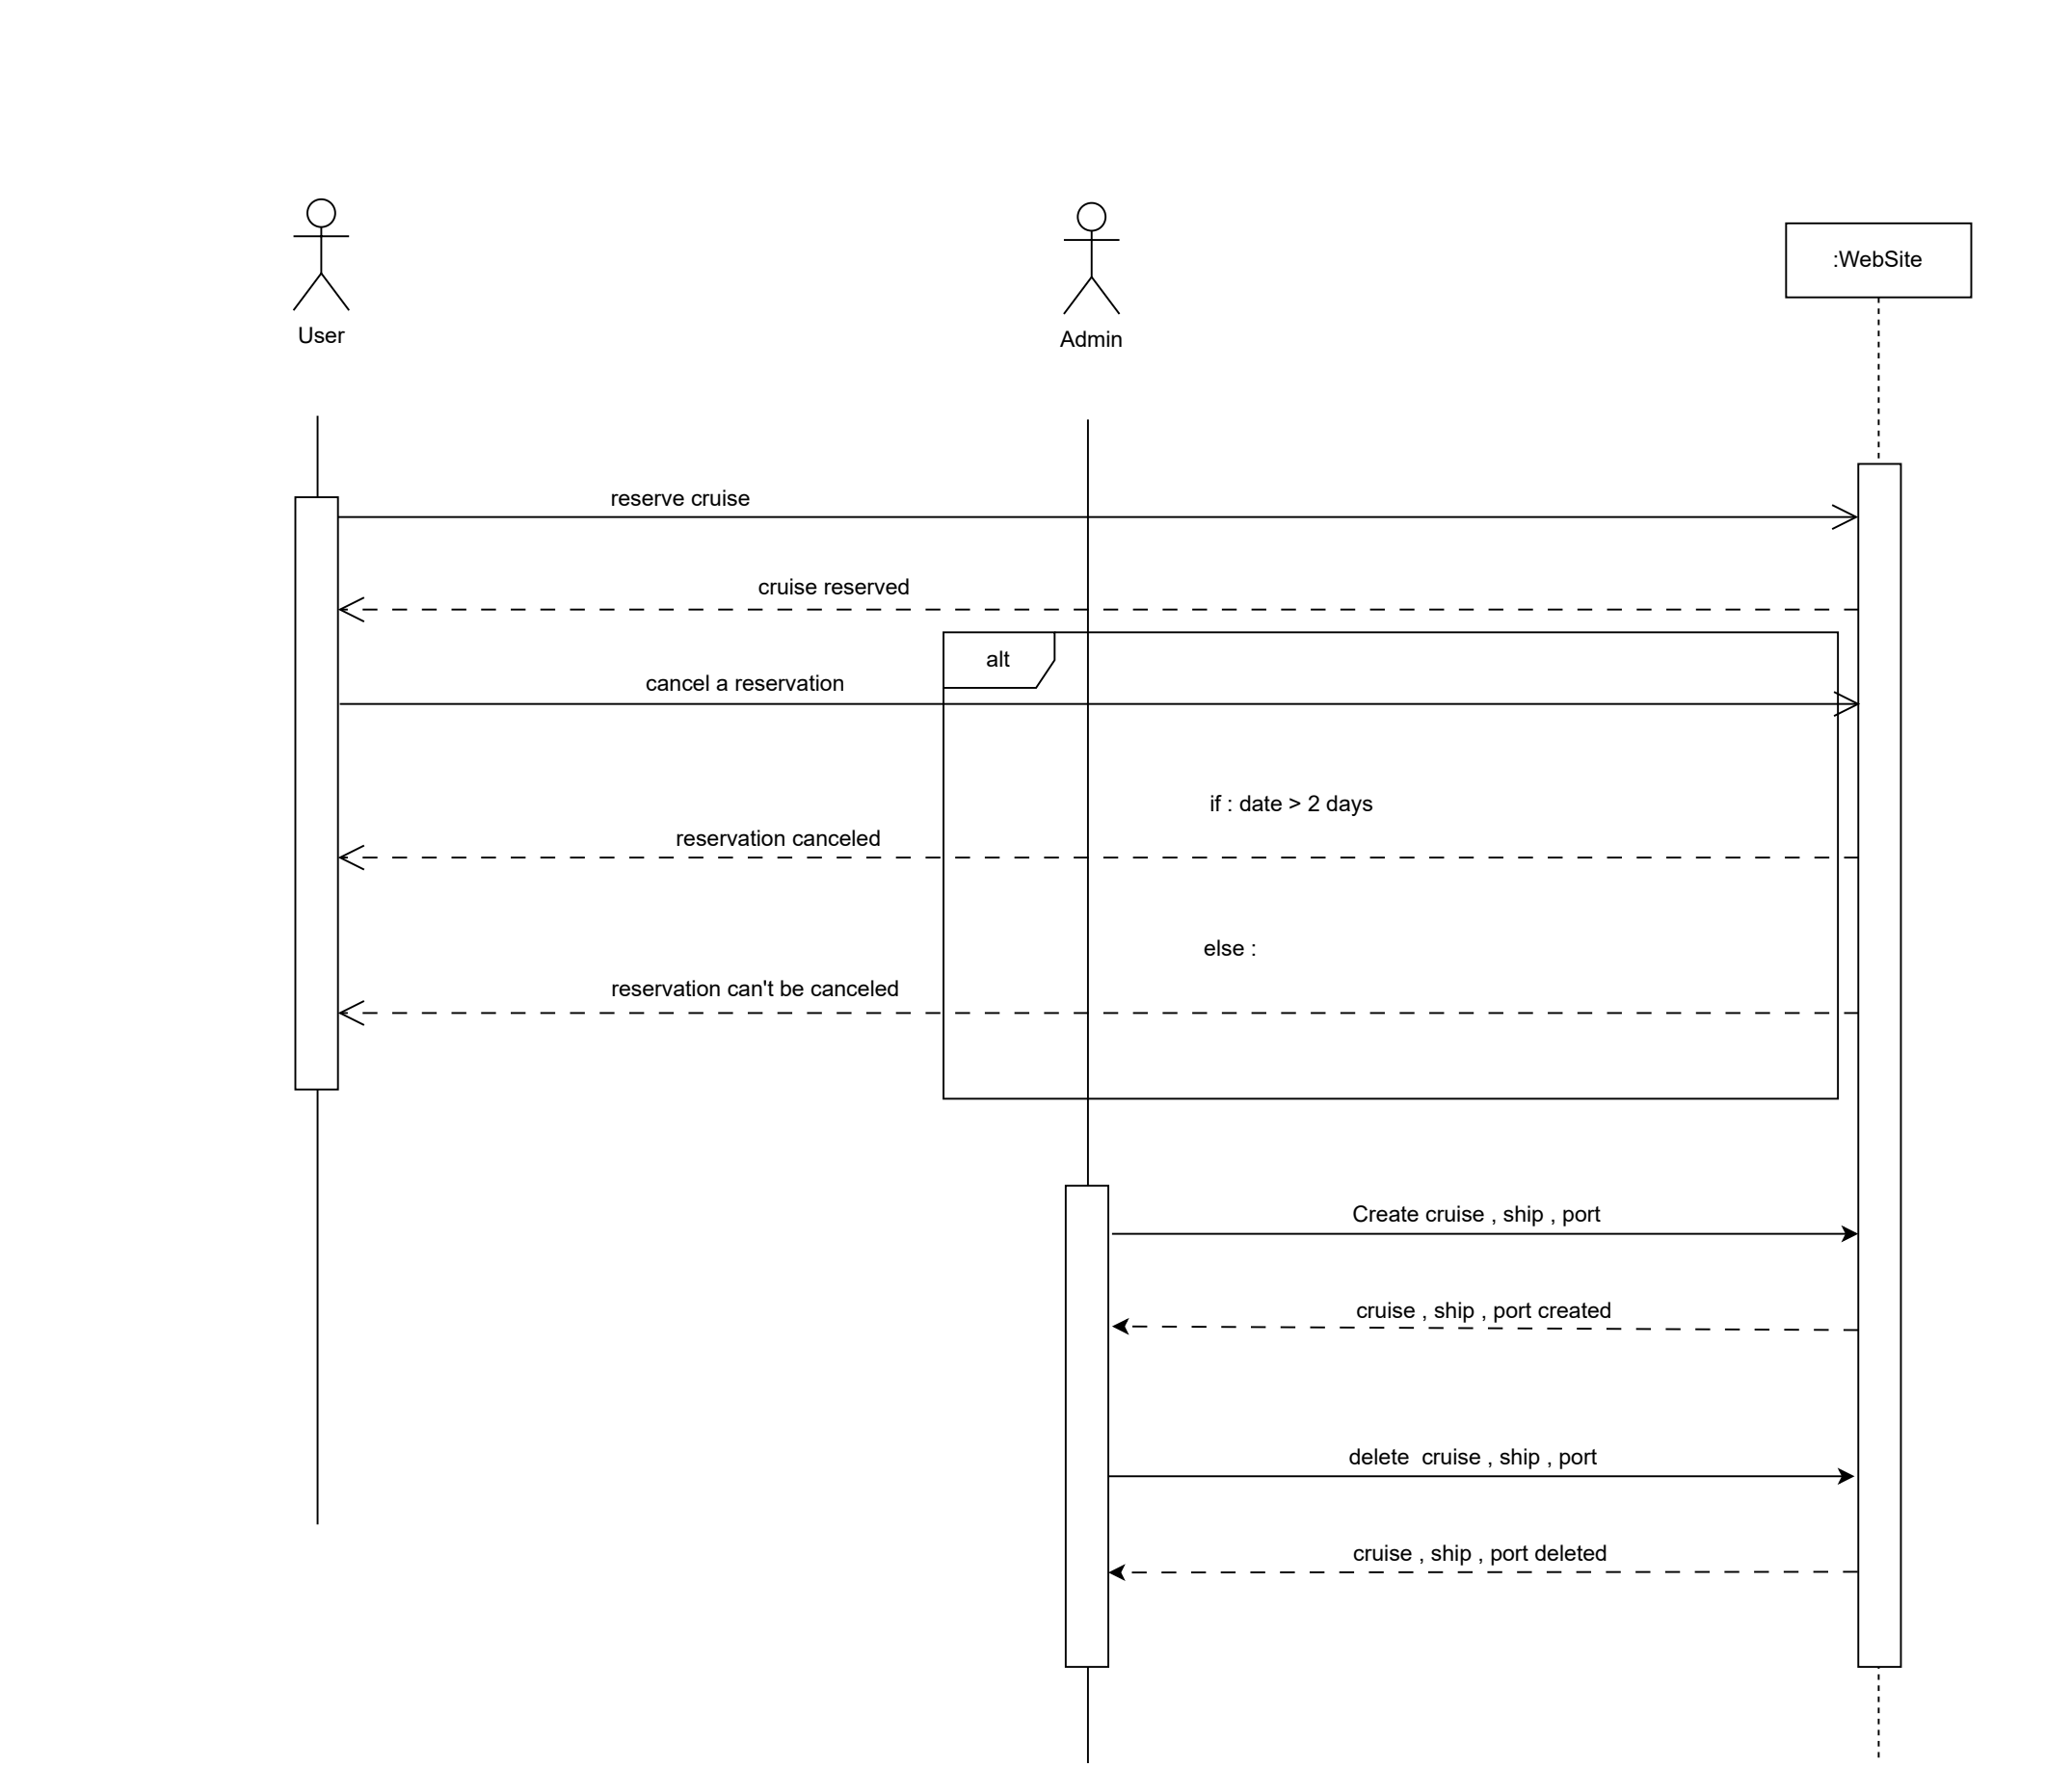 :WebSite
User
Admin
reserve cruise
cruise reserved
alt
cancel a reservation
if : date > 2 days
reservation canceled
else :
reservation can't be canceled
Create cruise , ship , port
cruise , ship , port created
delete  cruise , ship , port
cruise , ship , port deleted